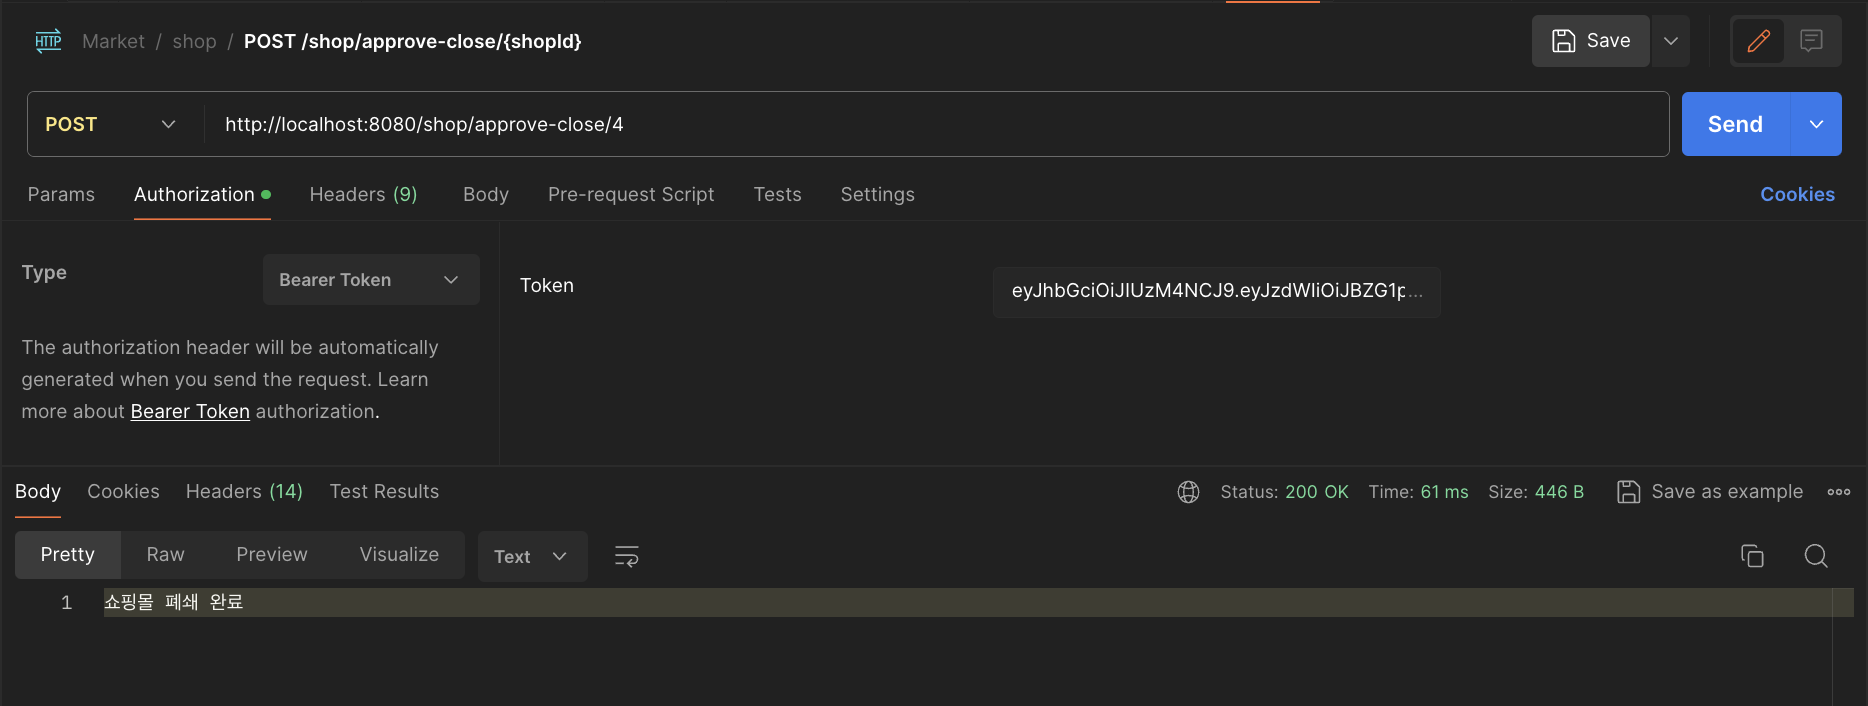 HTTP Market / shop / POST /shop/approve-close/{shopId} Save
POST http://localhost:8080/shop/approve-close/4 Send
Params Authorization Headers (9) Body Pre-request Script Tests Settings Cookies
Type Bearer Token
The authorization header will be automatically
generated when you send the request. Learn
more about Bearer Token authorization.
Token eyJhbGciOiJIUzM4NCJ9.eyJzdWIiOiJBZG1p...
Body Cookies Headers (14) Test Results Status: 200 OK Time: 61 ms Size: 446 B Save as example
Pretty Raw Preview Visualize Text
1 쇼핑몰 폐쇄 완료